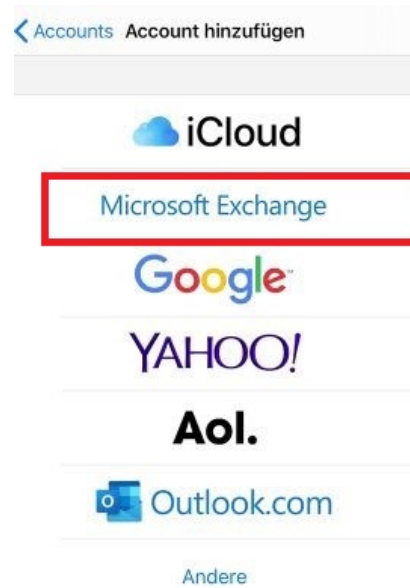 Accounts Account hinzufügen
iCloud
Microsoft Exchange
Google
YAHOO!
Aol.
Outlook.com
Andere